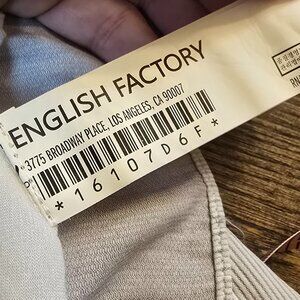 ENGLISH FACTORY
3775 BROADWAY PLACE, LOS ANGELES, CA 90007
*16107D6F*